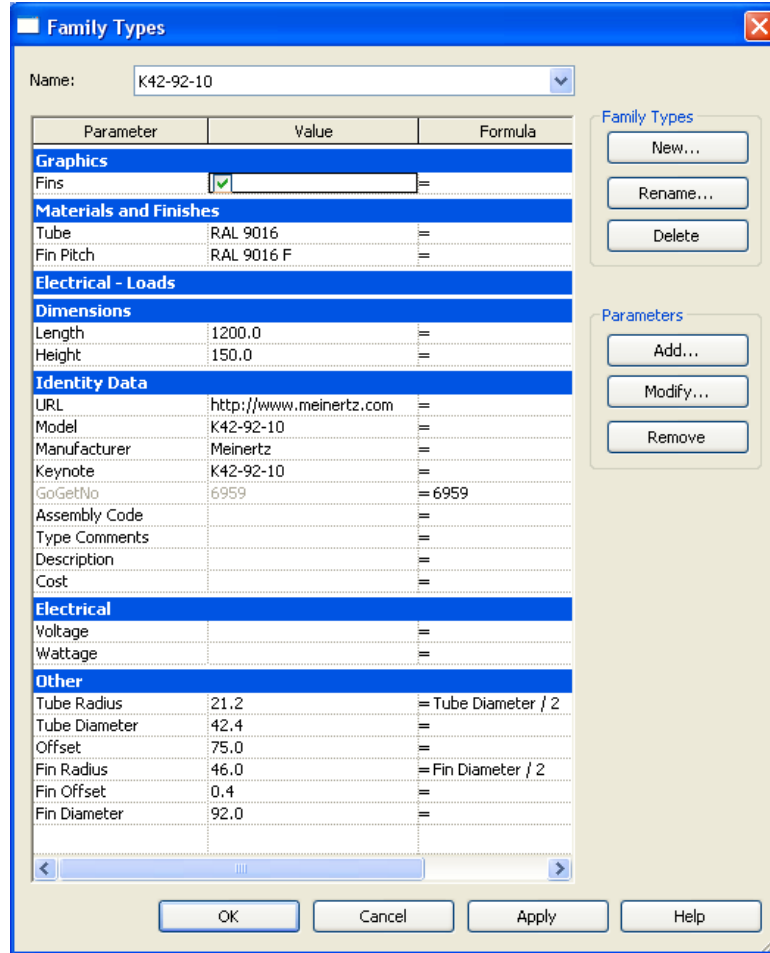 Family Types
Name: K42-92-10
Family Types
Parameter Value Formula
New...
Graphics
Fins =
Rename...
Materials and Finishes
Tube RAL 9016 =
Delete
Fin Pitch RAL 9016 F =
Electrical - Loads
Dimensions
Parameters
Length 1200.0 =
Height 150.0 =
Add...
Identity Data
URL http://www.meinertz.com =
Modify...
Model K42-92-10 =
Manufacturer Meinertz =
Remove
Keynote K42-92-10 =
GoGetNo 6959 = 6959
Assembly Code =
Type Comments =
Description =
Cost =
Electrical
Voltage =
Wattage =
Other
Tube Radius 21.2 = Tube Diameter / 2
Tube Diameter 42.4 =
Offset 75.0 =
Fin Radius 46.0 = Fin Diameter / 2
Fin Offset 0.4 =
Fin Diameter 92.0 =
OK Cancel Apply Help